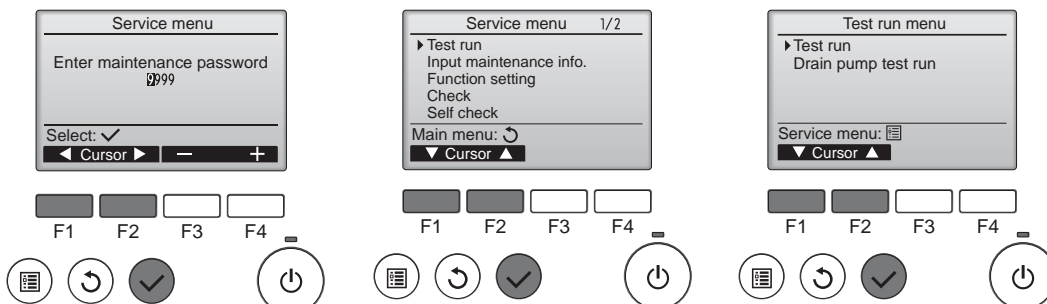 Service menu
Enter maintenance password
9999
Select: ✓
◀ Cursor ▶ — +
F1 F2 F3 F4
Service menu 1/2
▶ Test run
Input maintenance info.
Function setting
Check
Self check
Main menu: ↺
▼ Cursor ▲
F1 F2 F3 F4
Test run menu
▶ Test run
Drain pump test run
Service menu:
▼ Cursor ▲
F1 F2 F3 F4